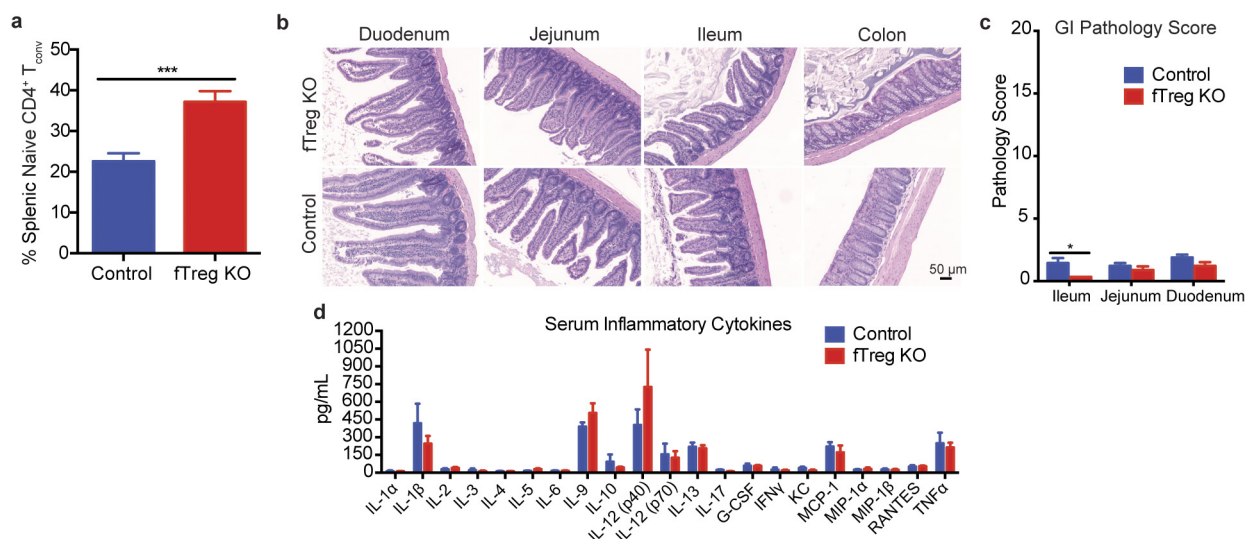 a
% Splenic Naive CD4⁺ Tconv
50
40
30
20
10
0
***
Control
fTreg KO
b
Duodenum
Jejunum
Ileum
Colon
fTreg KO
Control
50 µm
c
GI Pathology Score
Pathology Score
20
15
10
5
0
Control
fTreg KO
*
Ileum
Jejunum
Duodenum
d
Serum Inflammatory Cytokines
pg/mL
1200
1050
900
750
600
450
300
150
0
Control
fTreg KO
IL-1α
IL-1β
IL-2
IL-3
IL-4
IL-5
IL-6
IL-9
IL-10
IL-12 (p40)
IL-12 (p70)
IL-13
IL-17
G-CSF
IFNγ
KC
MCP-1
MIP-1α
MIP-1β
RANTES
TNFα